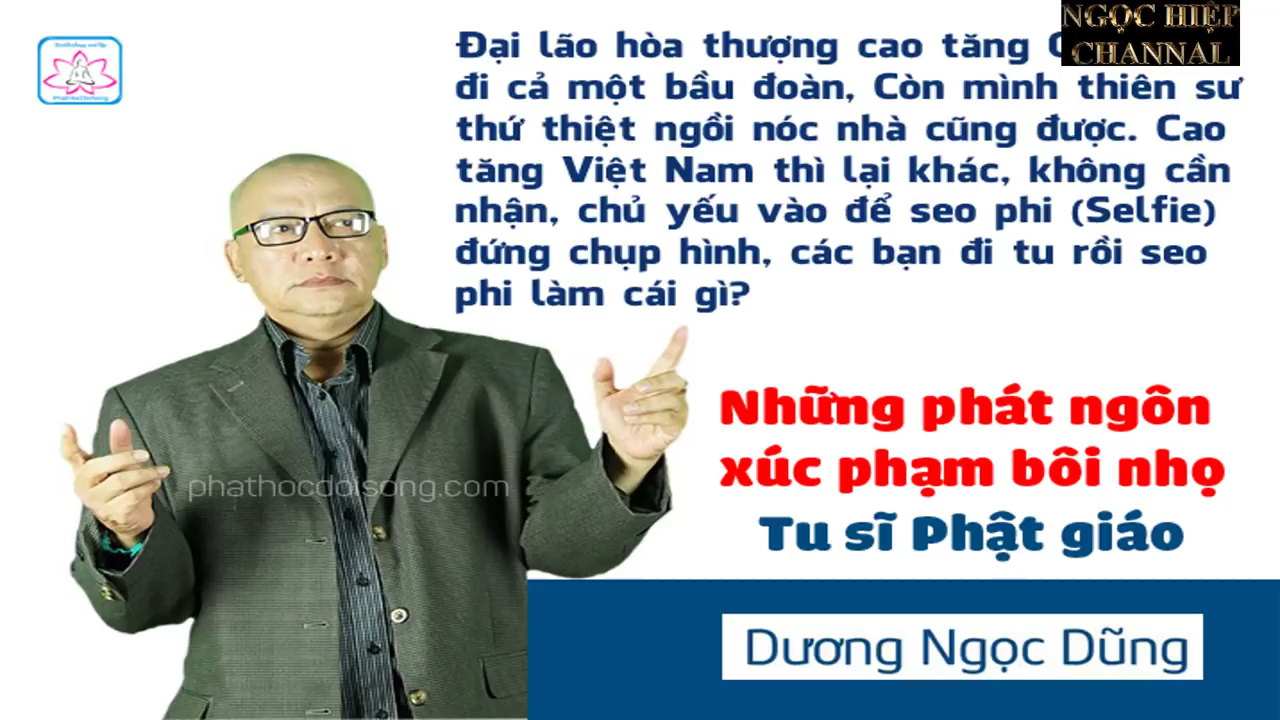 NGỌC HIỆP
CHANNAL
Đại lão hòa thượng cao tăng
đi cả một bầu đoàn, Còn mình thiên sư
thứ thiệt ngồi nóc nhà cũng được. Cao
tăng Việt Nam thì lại khác, không cần
nhận, chủ yếu vào để seo phi (Selfie)
đứng chụp hình, các bạn đi tu rồi seo
phi làm cái gì?
Những phát ngôn
xúc phạm bôi nhọ
Tu sĩ Phật giáo
phathocdoisong.com
Dương Ngọc Dũng